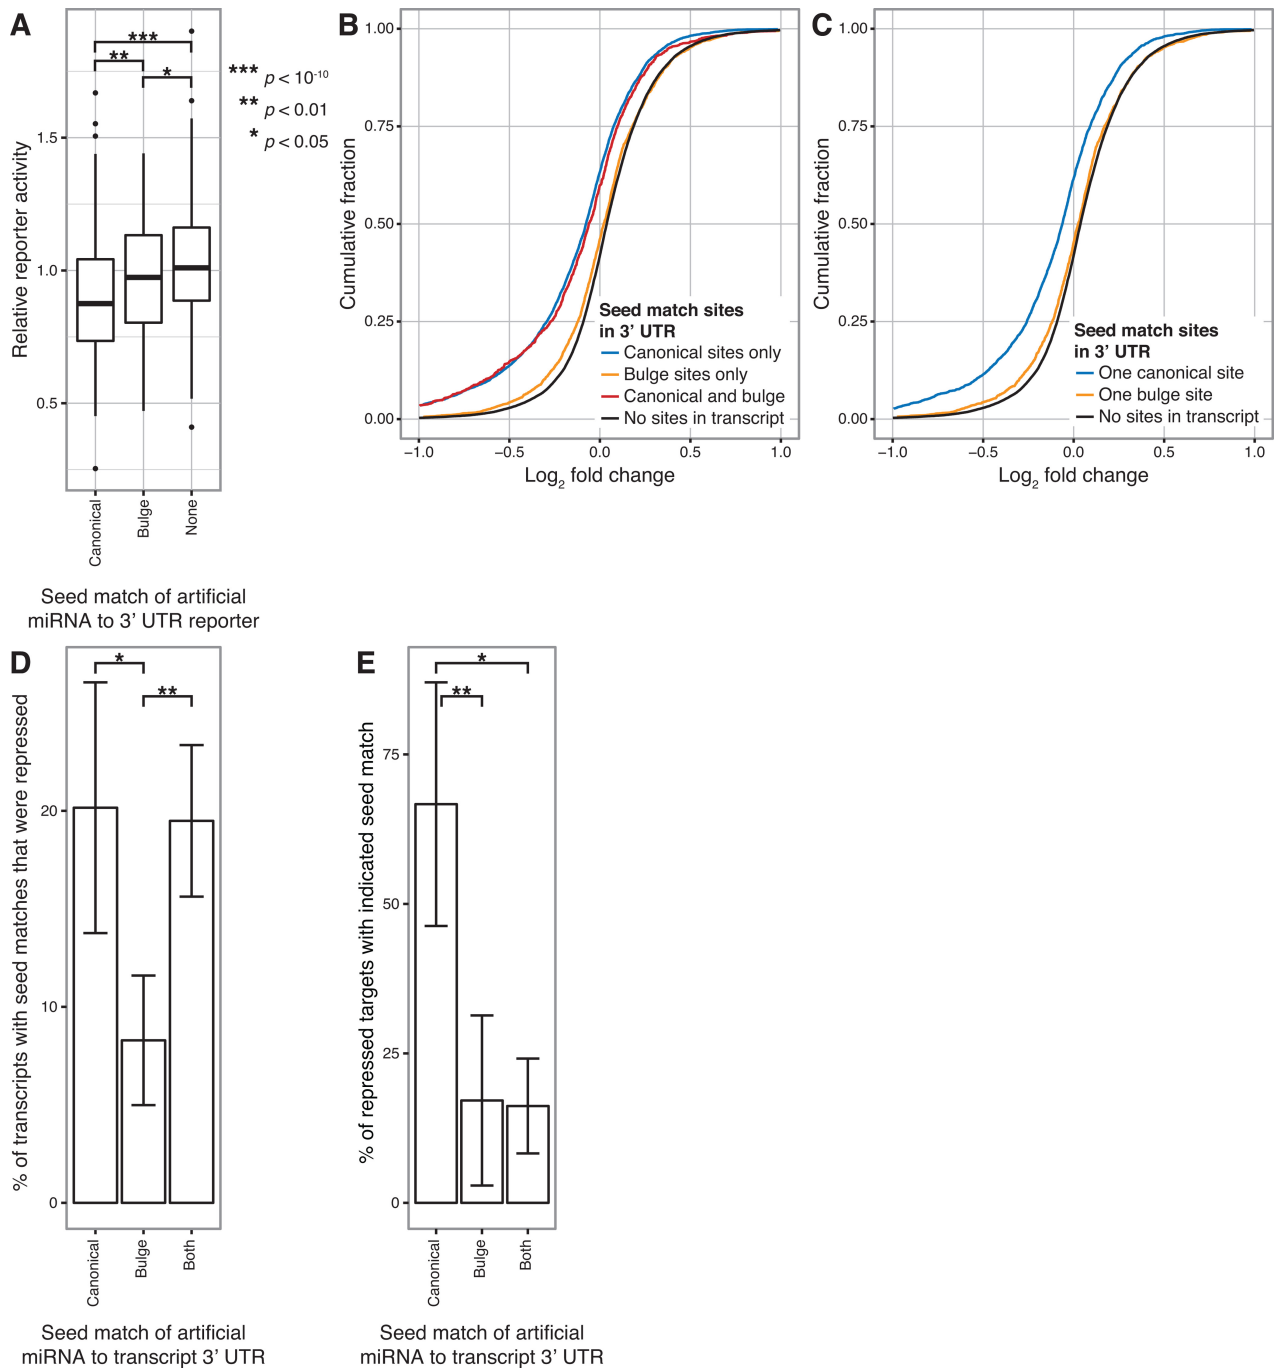 A
Relative reporter activity
1.5
1.0
0.5
***
**
*
*** p < 10-10
** p < 0.01
* p < 0.05
Canonical
Bulge
None
Seed match of artificial
miRNA to 3’ UTR reporter
B
Cumulative fraction
1.00
0.75
0.50
0.25
0.00
Seed match sites
in 3’ UTR
Canonical sites only
Bulge sites only
Canonical and bulge
No sites in transcript
−1.0
−0.5
0.0
0.5
1.0
Log2 fold change
C
Cumulative fraction
1.00
0.75
0.50
0.25
0.00
Seed match sites
in 3’ UTR
One canonical site
One bulge site
No sites in transcript
−1.0
−0.5
0.0
0.5
1.0
Log2 fold change
D
% of transcripts with seed matches that were repressed
20
10
0
*
**
Canonical
Bulge
Both
Seed match of artificial
miRNA to transcript 3’ UTR
E
% of repressed targets with indicated seed match
75
50
25
0
*
**
Canonical
Bulge
Both
Seed match of artificial
miRNA to transcript 3’ UTR